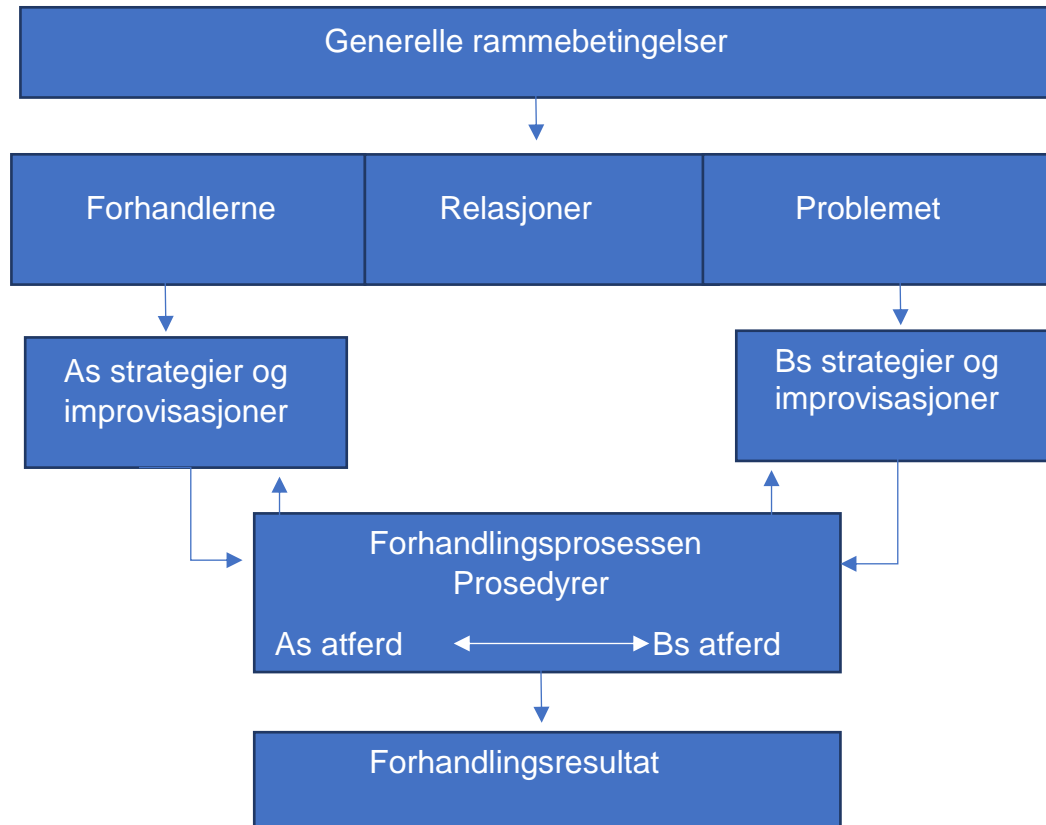 Generelle rammebetingelser
Forhandlerne
Relasjoner
Problemet
As strategier og
improvisasjoner
Bs strategier og
improvisasjoner
Forhandlingsprosessen
Prosedyrer
As atferd
Bs atferd
Forhandlingsresultat